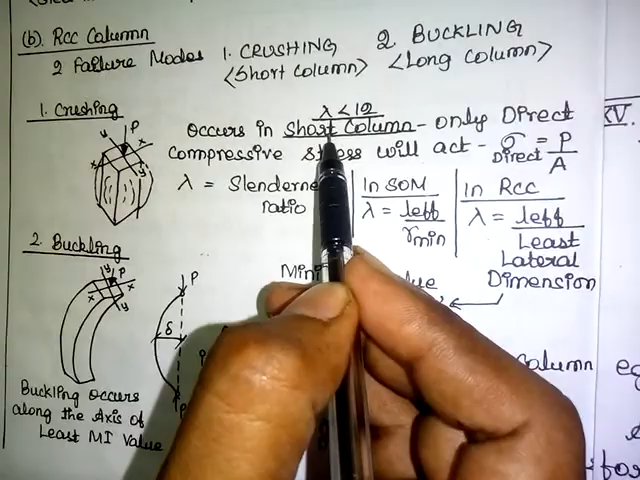 (b). RCC Column
2 Failure Modes 1. CRUSHING 2. BUCKLING
<Short Column> <Long Column>
1. Crushing
λ < 12
Occurs in Short Column - only Direct
compressive stress will act - σ Direct = P/A
λ = Slenderne
ratio
In SOM
λ = leff/rmin
In RCC
λ = leff/Least Lateral Dimension
2. Buckling
P
y
x
x
y
P
y
x
x
y
P
δ
P
Buckling occurs
along the Axis of
Least MI Value
Column
XV.